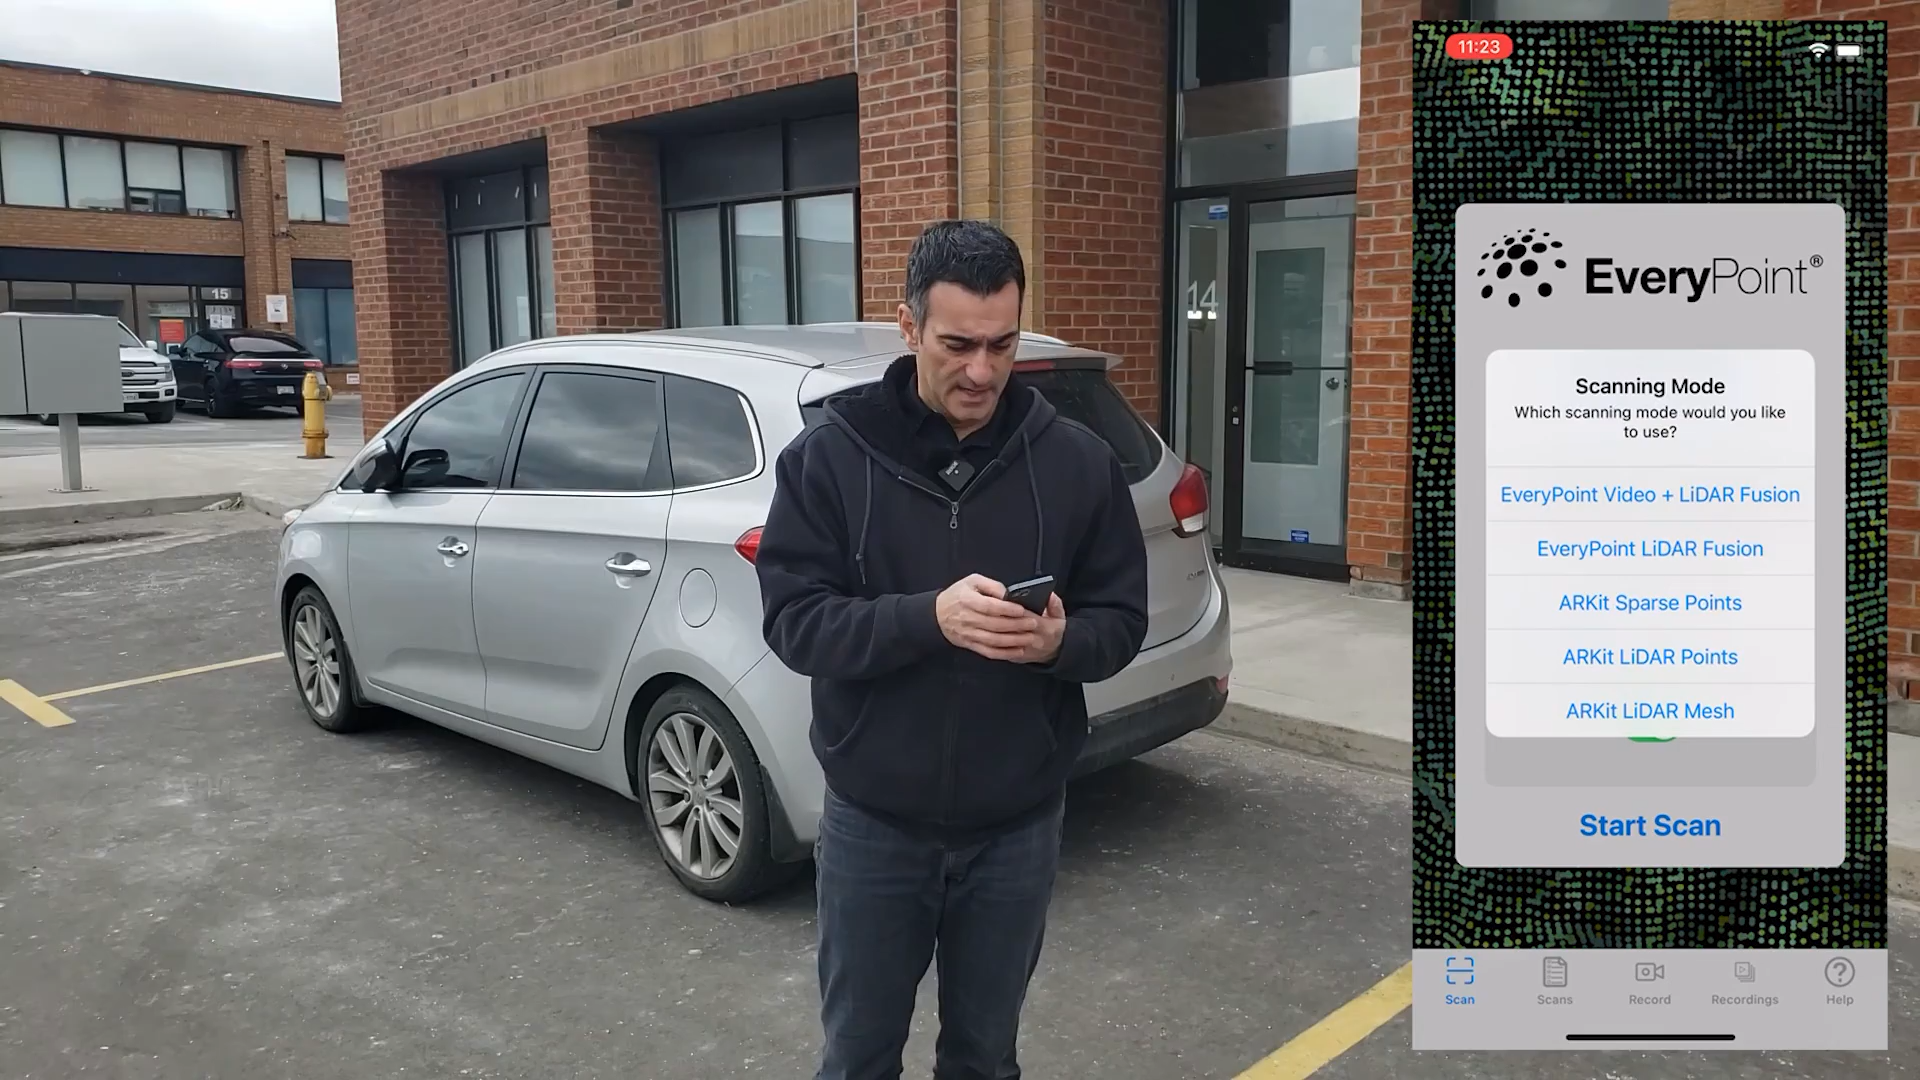 15
14
11:23
EveryPoint®
Scanning Mode
Which scanning mode would you like
to use?
EveryPoint Video + LiDAR Fusion
EveryPoint LiDAR Fusion
ARKit Sparse Points
ARKit LiDAR Points
ARKit LiDAR Mesh
Start Scan
Scan
Scans
Record
Recordings
Help